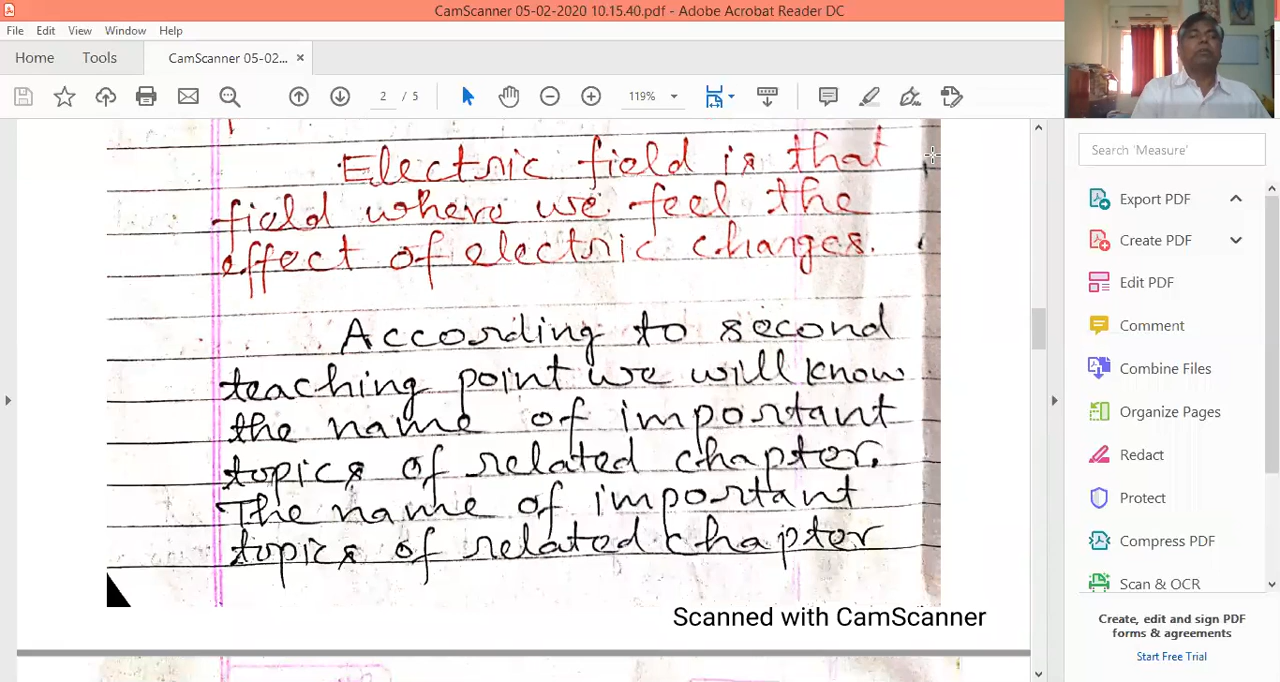 CamScanner 05-02-2020 10.15.40.pdf - Adobe Acrobat Reader DC
File Edit View Window Help
Home Tools CamScanner 05-02... ×
2 / 5 119%
Electric field is that
field where we feel the
effect of electric charges.
According to second
teaching point we will know
the name of important
topics of related chapter.
The name of important
topics of related chapter
Scanned with CamScanner
Search 'Measure'
Export PDF
Create PDF
Edit PDF
Comment
Combine Files
Organize Pages
Redact
Protect
Compress PDF
Scan & OCR
Create, edit and sign PDF
forms & agreements
Start Free Trial